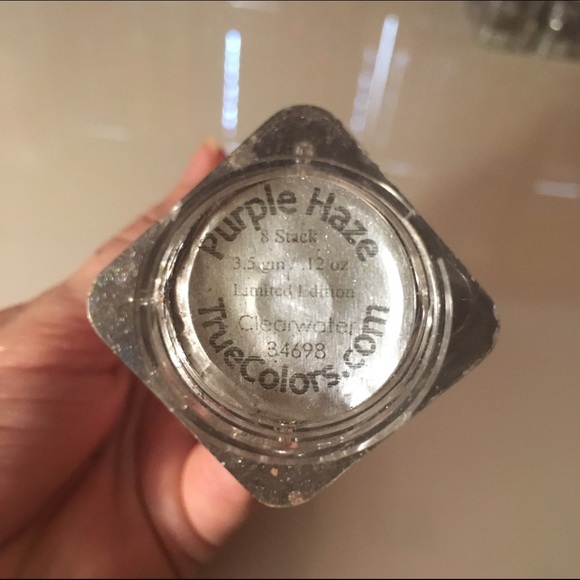 Purple Haze
8 Stack
3.5 gm / .12 oz
Limited Edition
Clearwater
34698
TrueColors.com